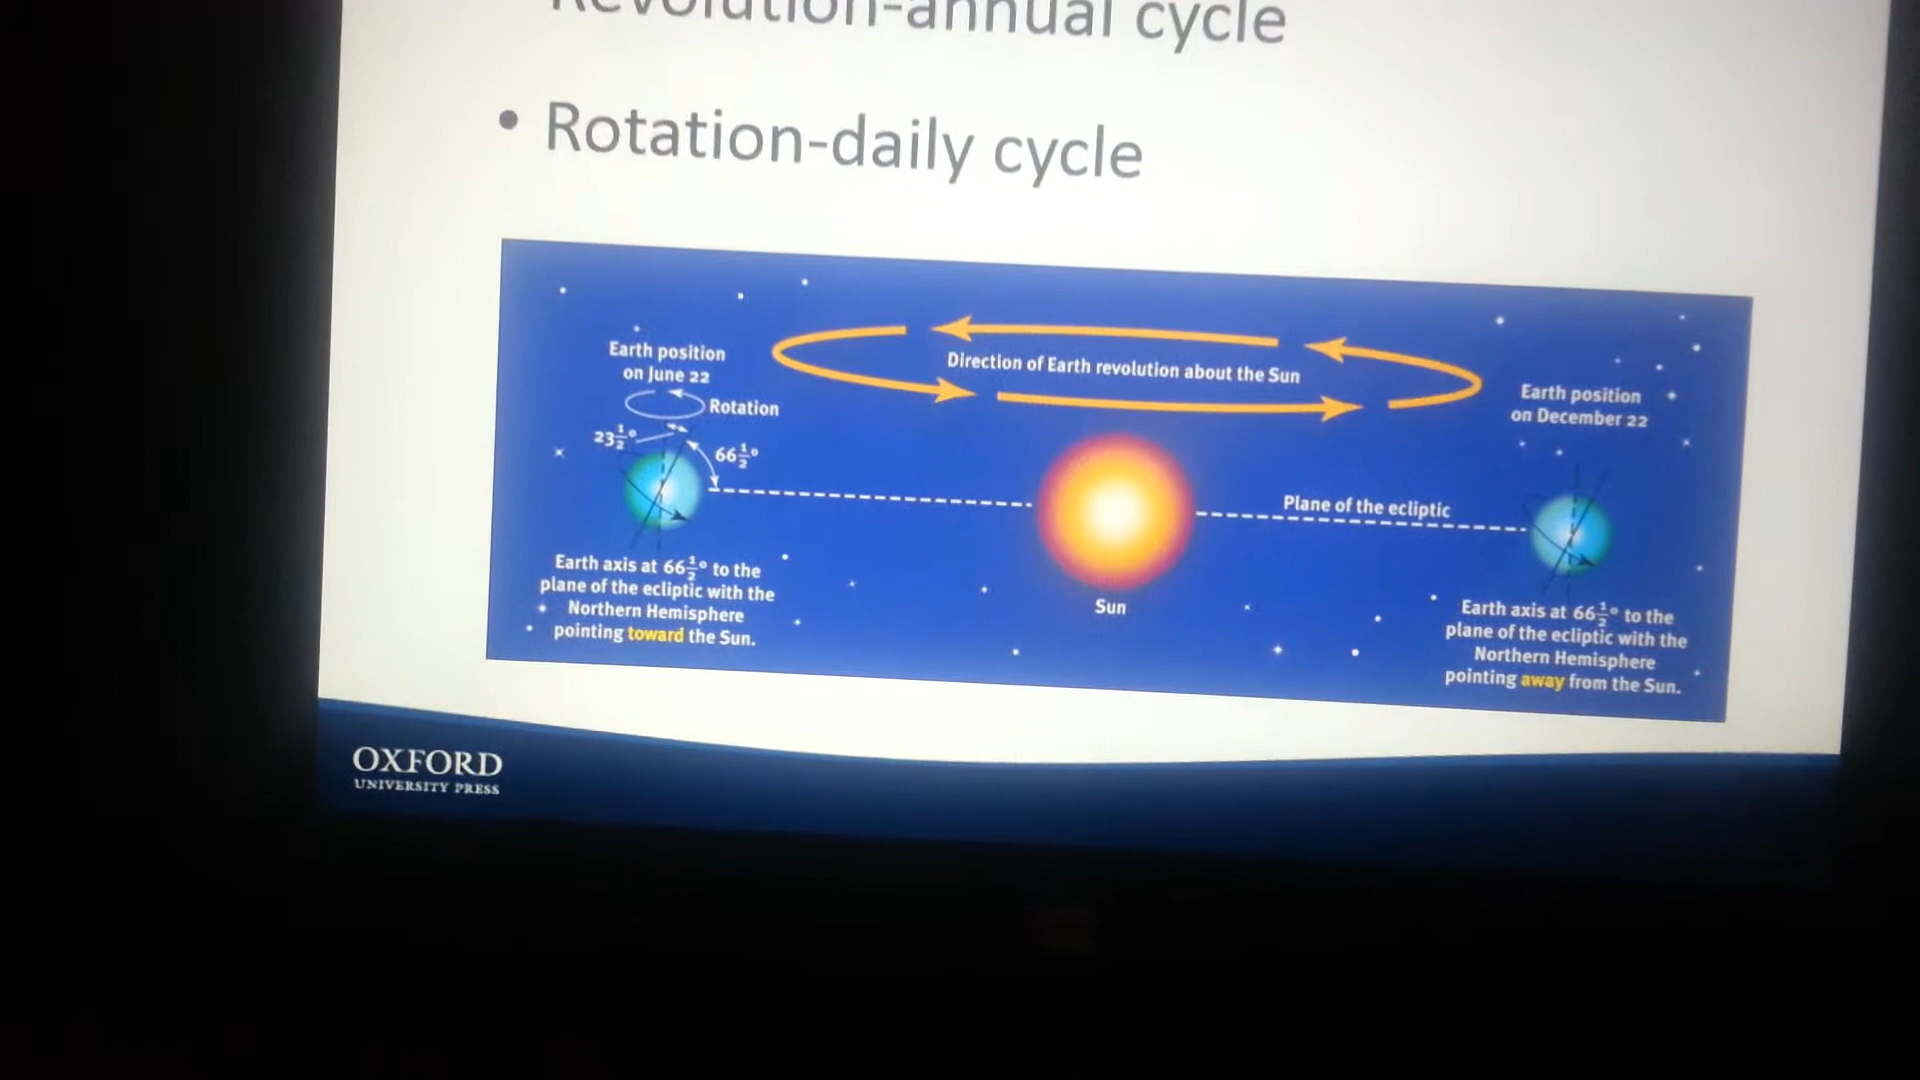 Revolution-annual cycle
• Rotation-daily cycle
Direction of Earth revolution about the Sun
Earth position
on June 22
Rotation
23½°
66½°
Earth position
on December 22
Plane of the ecliptic
Sun
Earth axis at 66½° to the
plane of the ecliptic with the
Northern Hemisphere
pointing toward the Sun.
Earth axis at 66½° to the
plane of the ecliptic with the
Northern Hemisphere
pointing away from the Sun.
OXFORD
UNIVERSITY PRESS